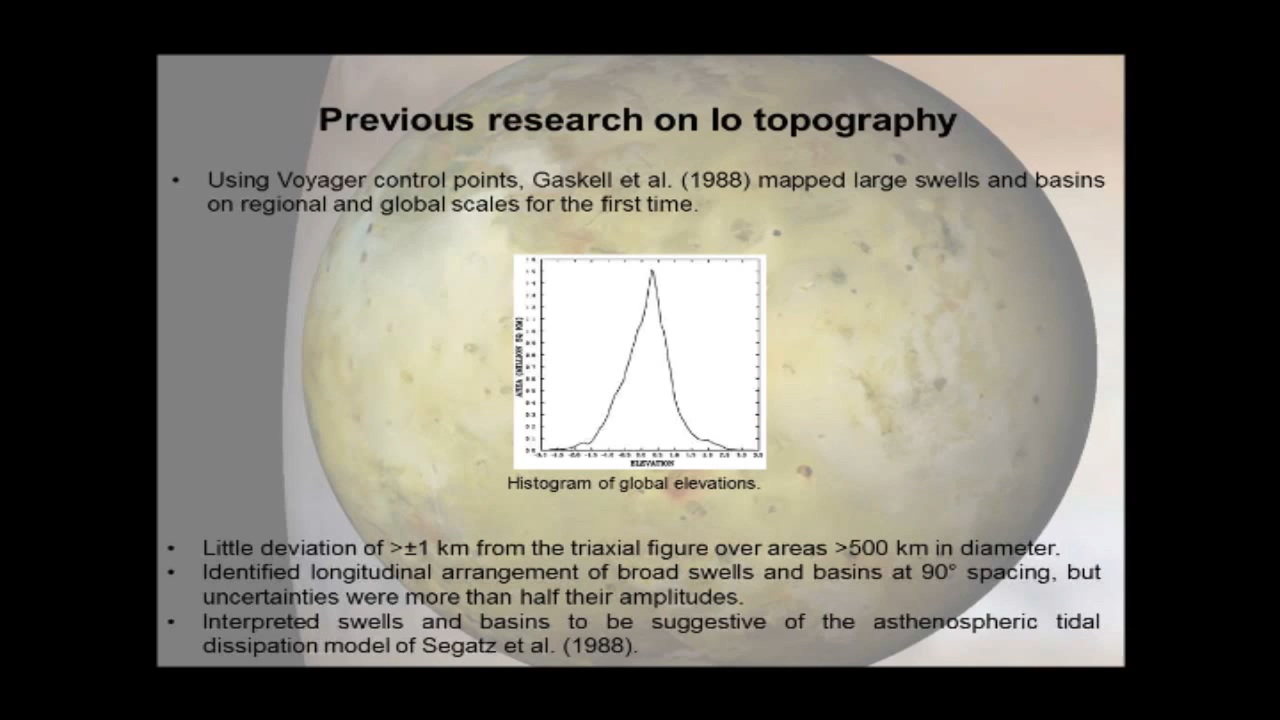 Previous research on Io topography
• Using Voyager control points, Gaskell et al. (1988) mapped large swells and basins
on regional and global scales for the first time.
AREA (MILLION SQ KM)
ELEVATION
Histogram of global elevations.
• Little deviation of >±1 km from the triaxial figure over areas >500 km in diameter.
• Identified longitudinal arrangement of broad swells and basins at 90° spacing, but
uncertainties were more than half their amplitudes.
• Interpreted swells and basins to be suggestive of the asthenospheric tidal
dissipation model of Segatz et al. (1988).